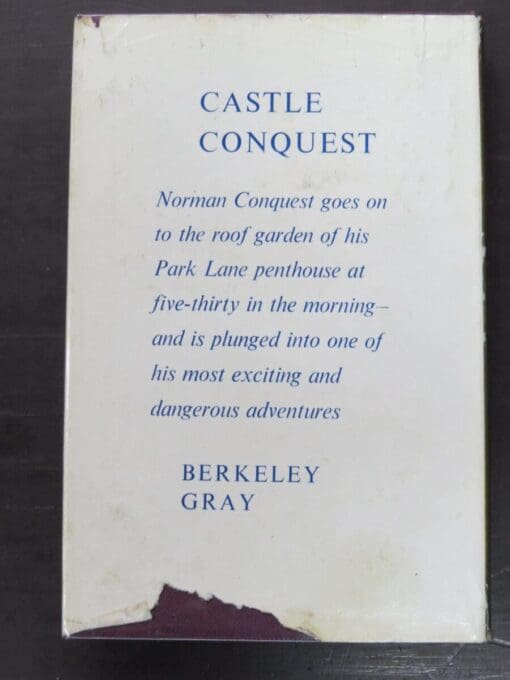 CASTLE
CONQUEST
Norman Conquest goes on
to the roof garden of his
Park Lane penthouse at
five-thirty in the morning—
and is plunged into one of
his most exciting and
dangerous adventures
BERKELEY
GRAY